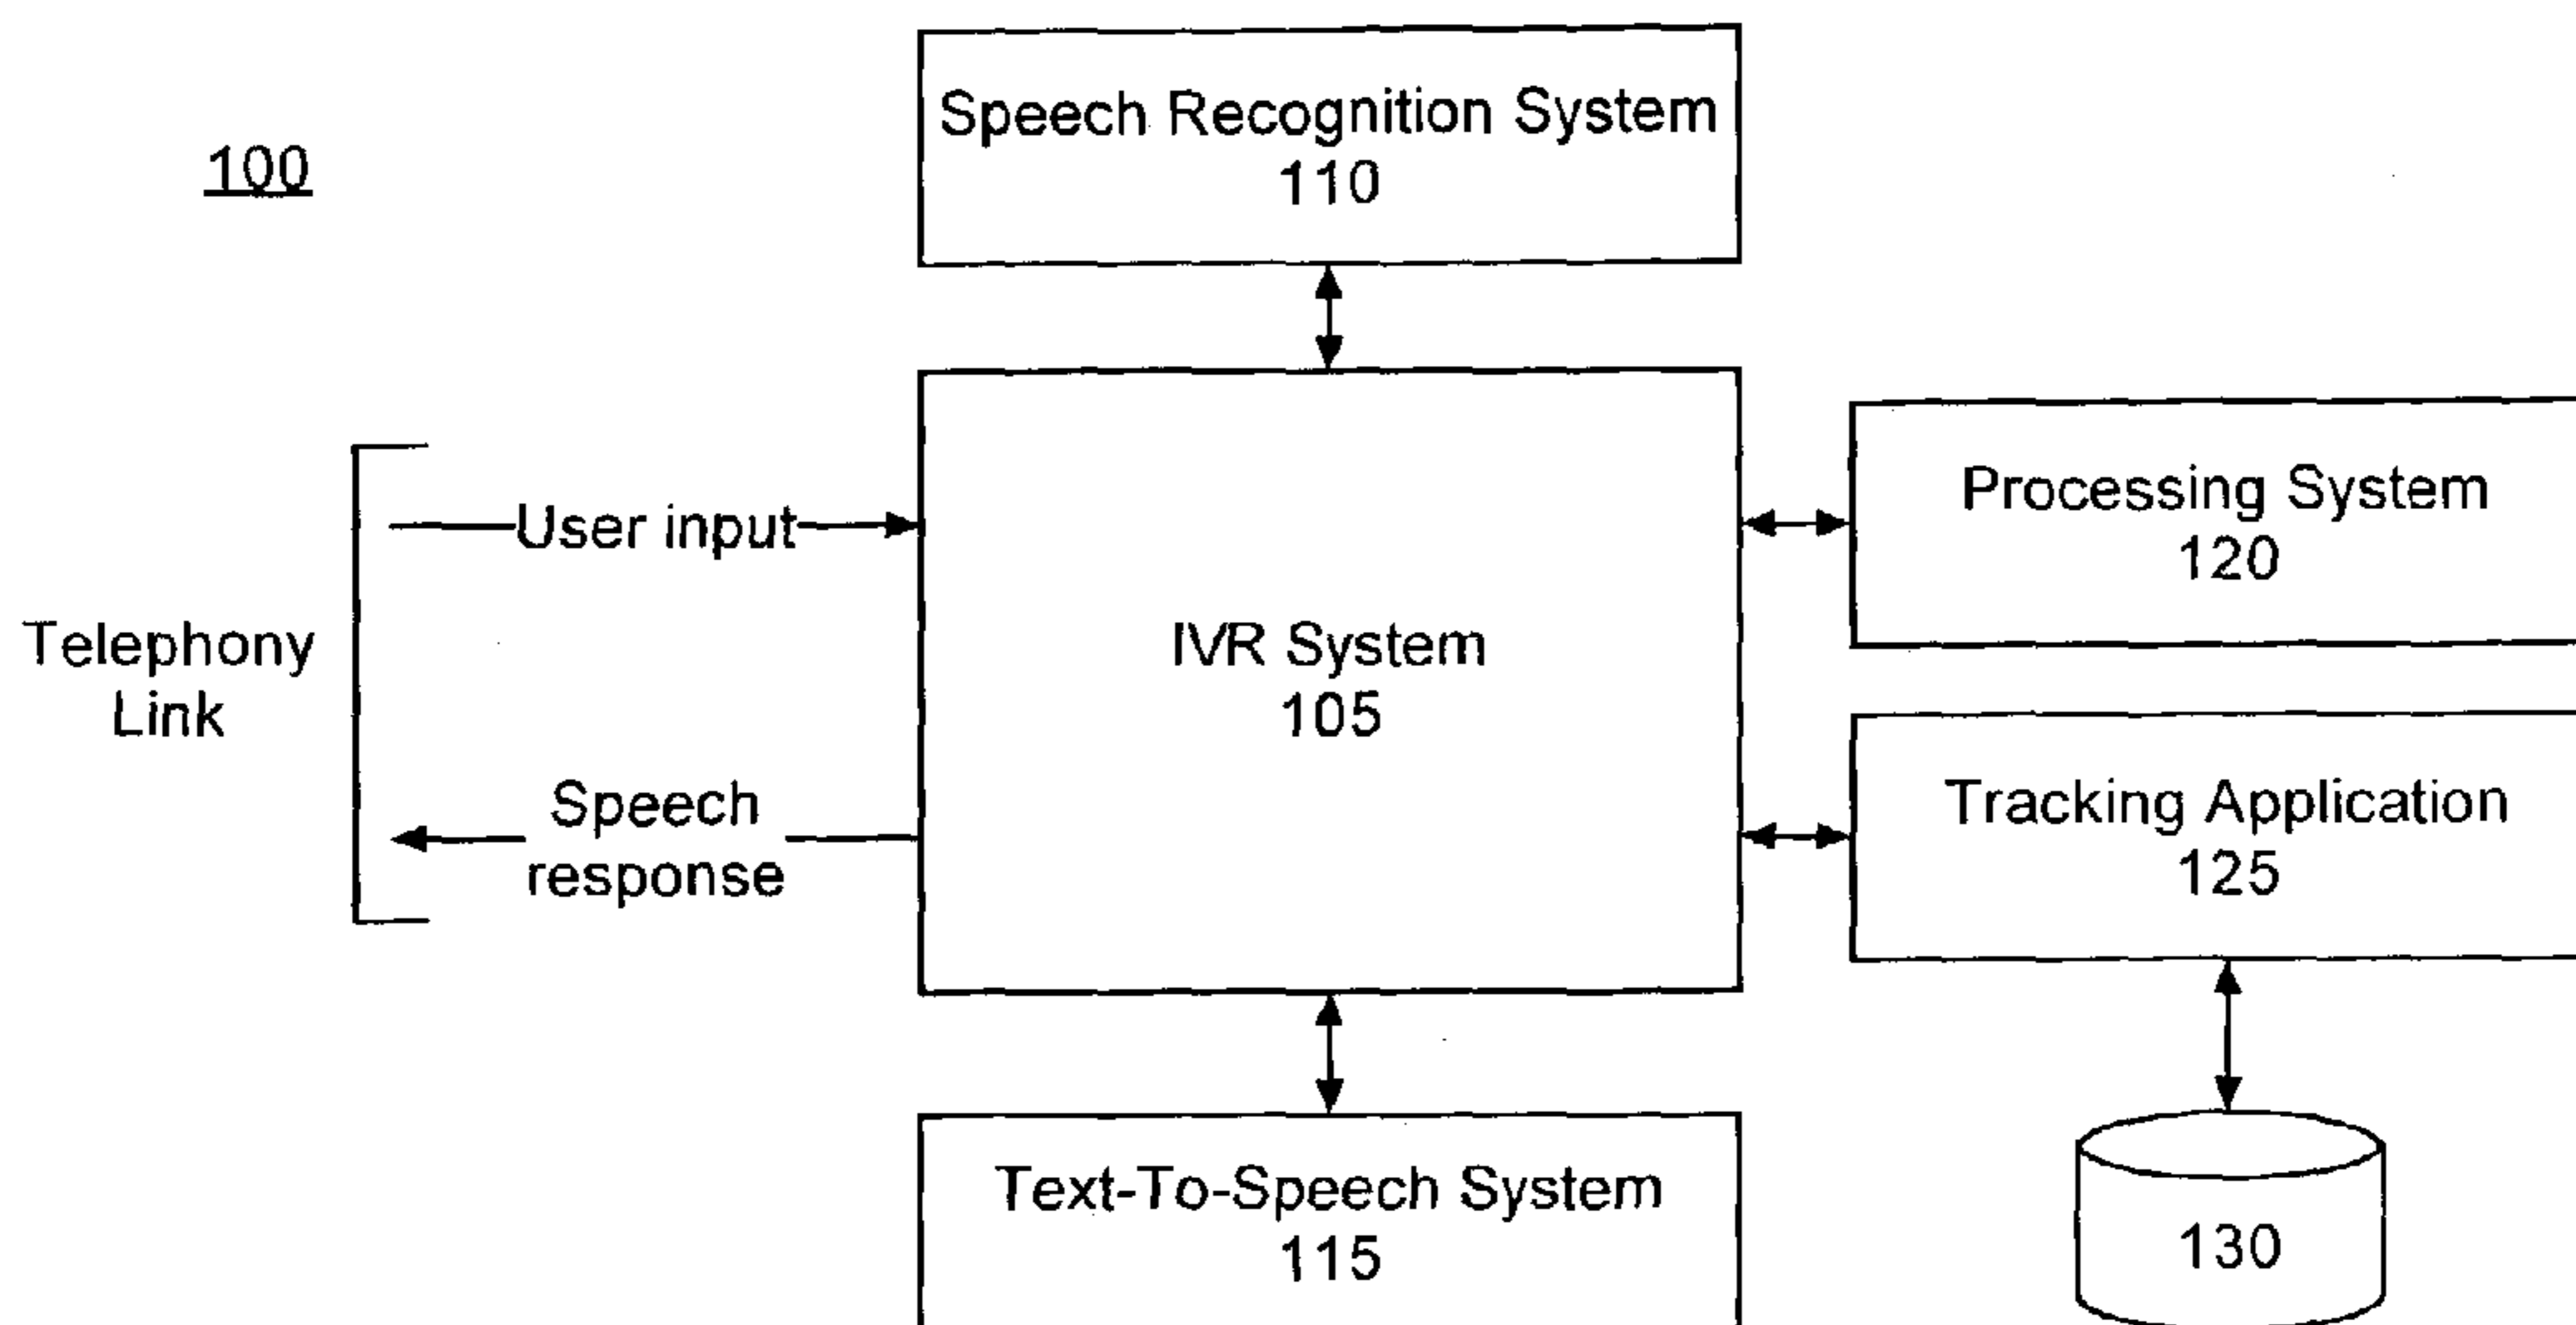 100
Speech Recognition System
110
Telephony
Link
User input
Speech
response
IVR System
105
Processing System
120
Tracking Application
125
Text-To-Speech System
115
130